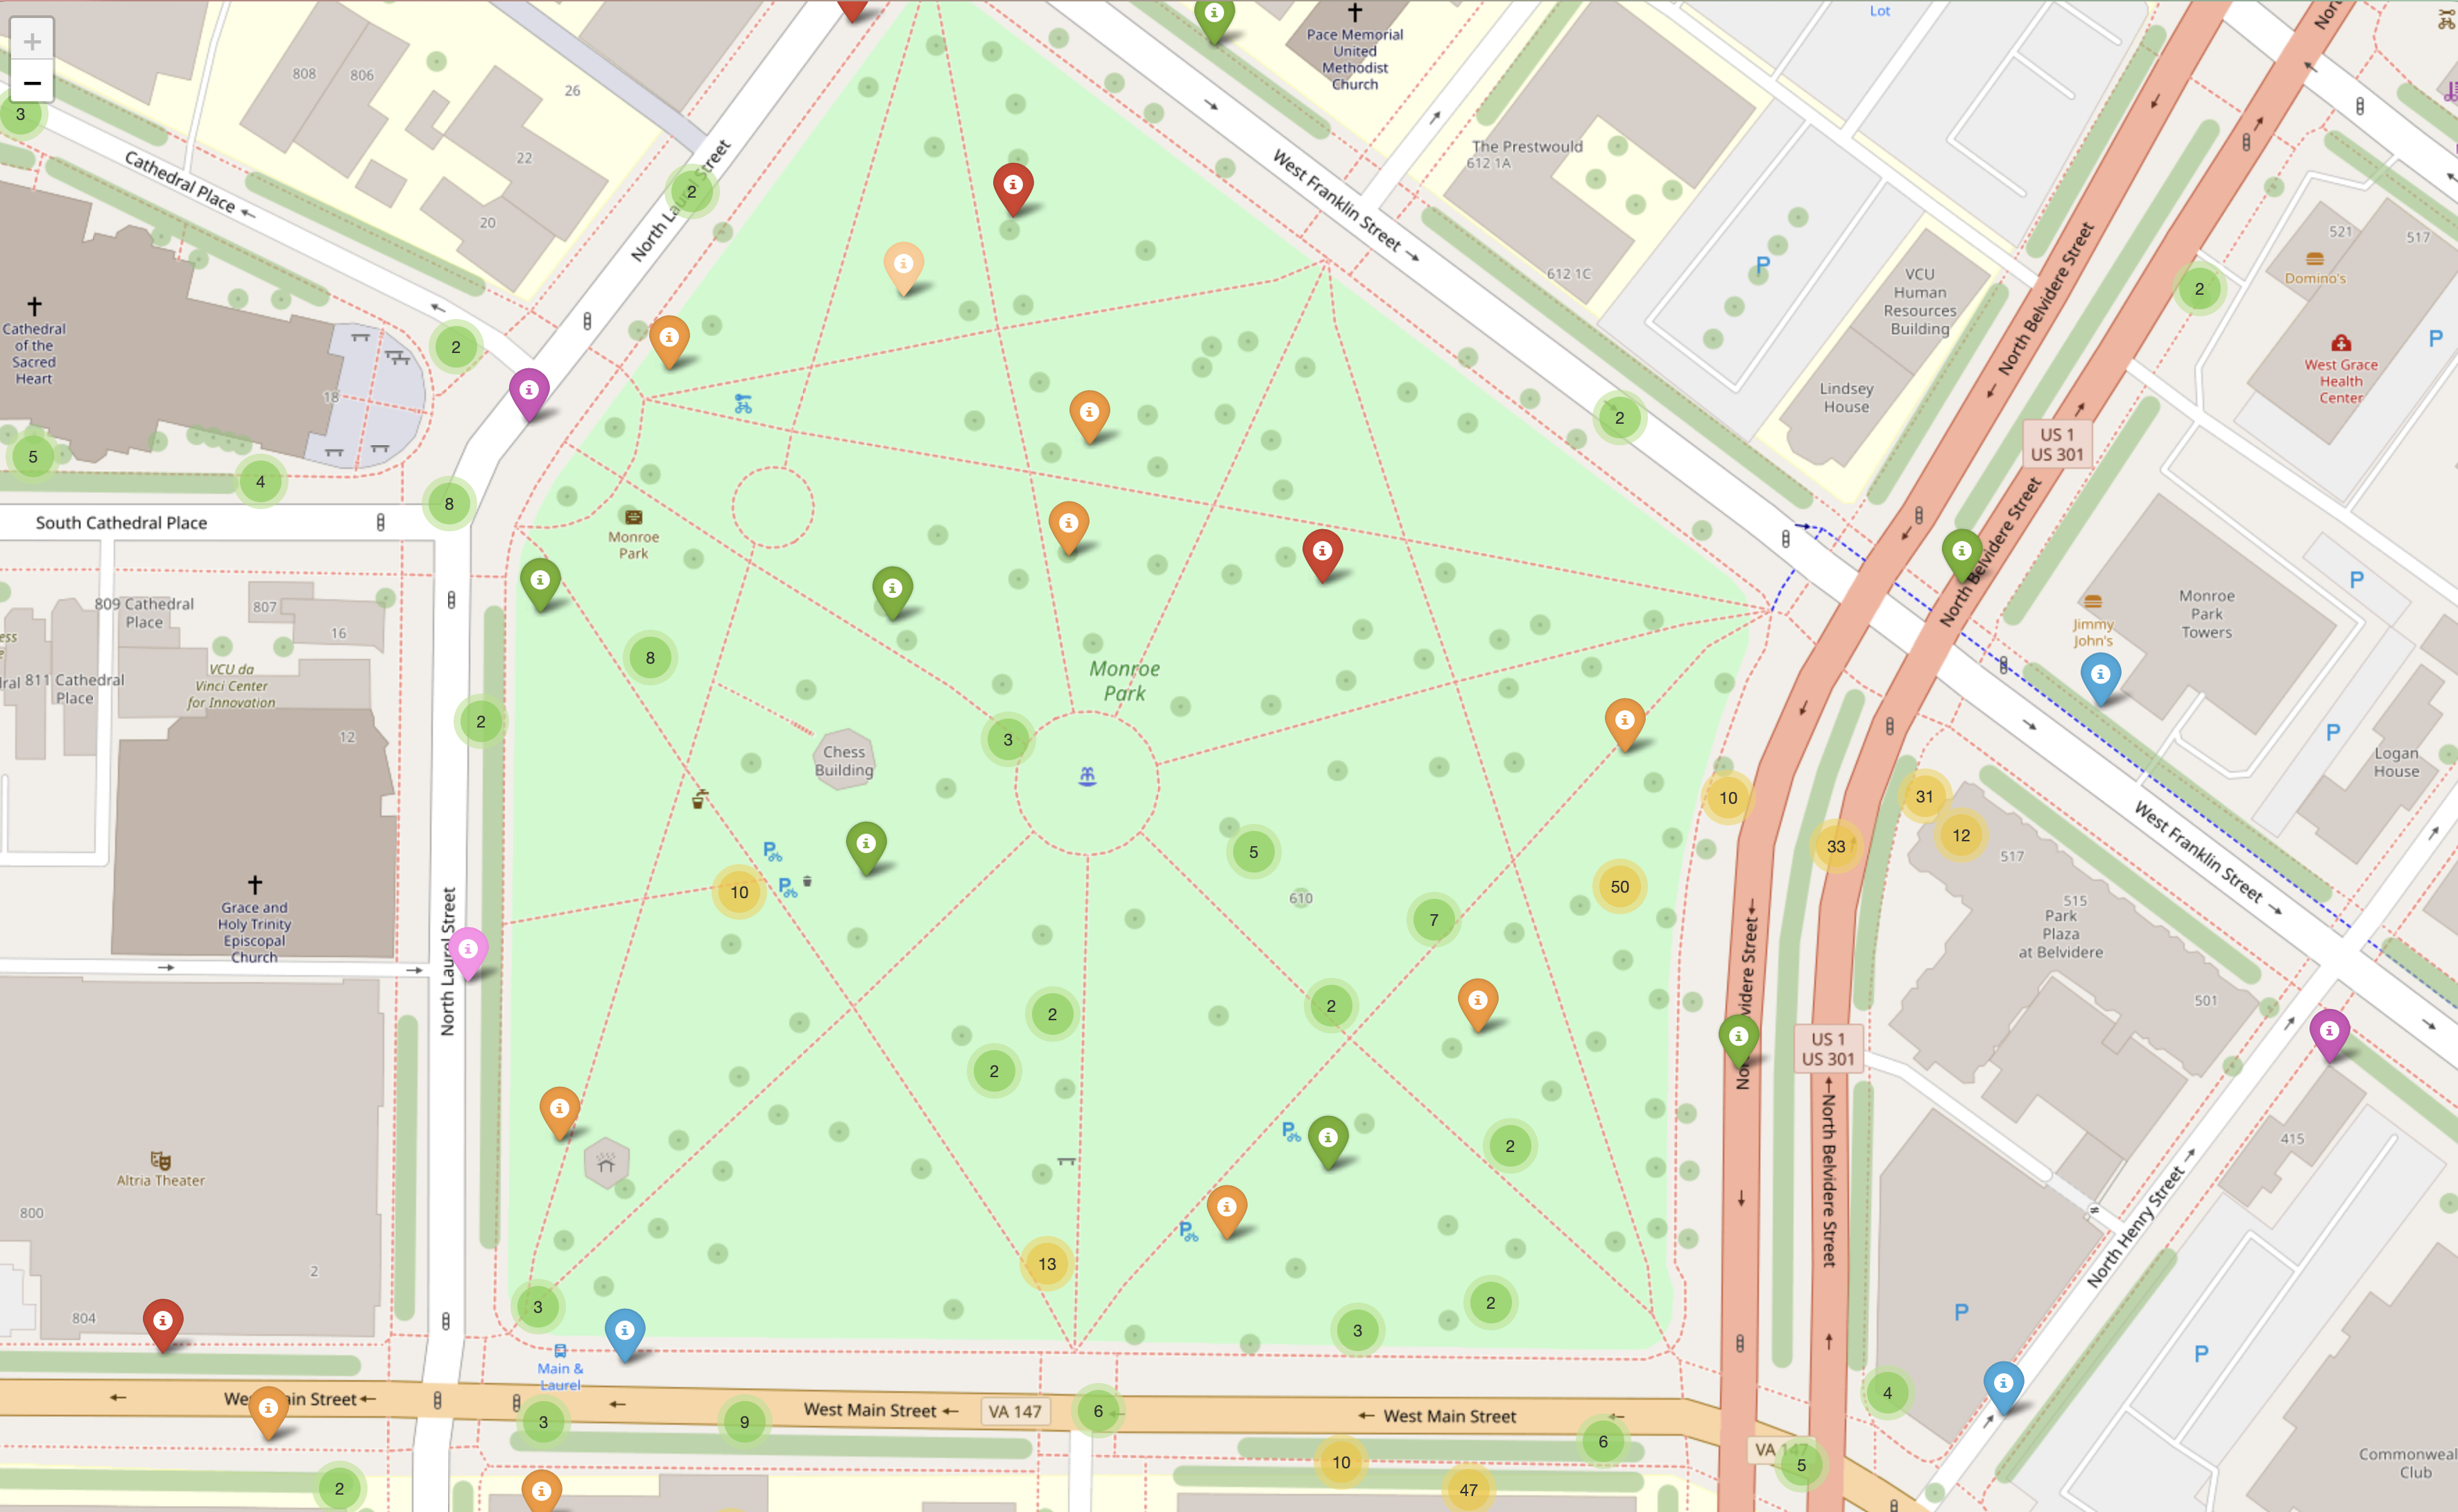 +
−
3
808
806
26
22
20
Cathedral Place
North Laurel Street
2
Pace Memorial
United
Methodist
Church
The Prestwould
612 1A
612 1C
West Franklin Street
Lot
P
VCU
Human
Resources
Building
Lindsey
House
North Belvidere Street
521
517
Domino's
West Grace
Health
Center
P
2
US 1
US 301
North Belvidere Street
Cathedral
of the
Sacred
Heart
18
2
5
4
8
2
South Cathedral Place
Monroe
Park
809 Cathedral
Place
807
16
811 Cathedral
Place
VCU da
Vinci Center
for Innovation
12
8
2
3
Monroe
Park
Chess
Building
P
Jimmy
John's
Monroe
Park
Towers
P
Logan
House
10
31
33
12
517
515
Park
Plaza
at Belvidere
501
West Franklin Street
5
50
610
7
10
P
P
Grace and
Holy Trinity
Episcopal
Church
North Laurel Street
2
2
2
US 1
US 301
North Belvidere Street
415
North Henry Street
Altria Theater
800
2
804
P
2
P
13
3
3
2
P
P
Main &
Laurel
West Main Street
3
9
West Main Street
VA 147
6
West Main Street
6
4
VA 147
5
10
47
2
Club